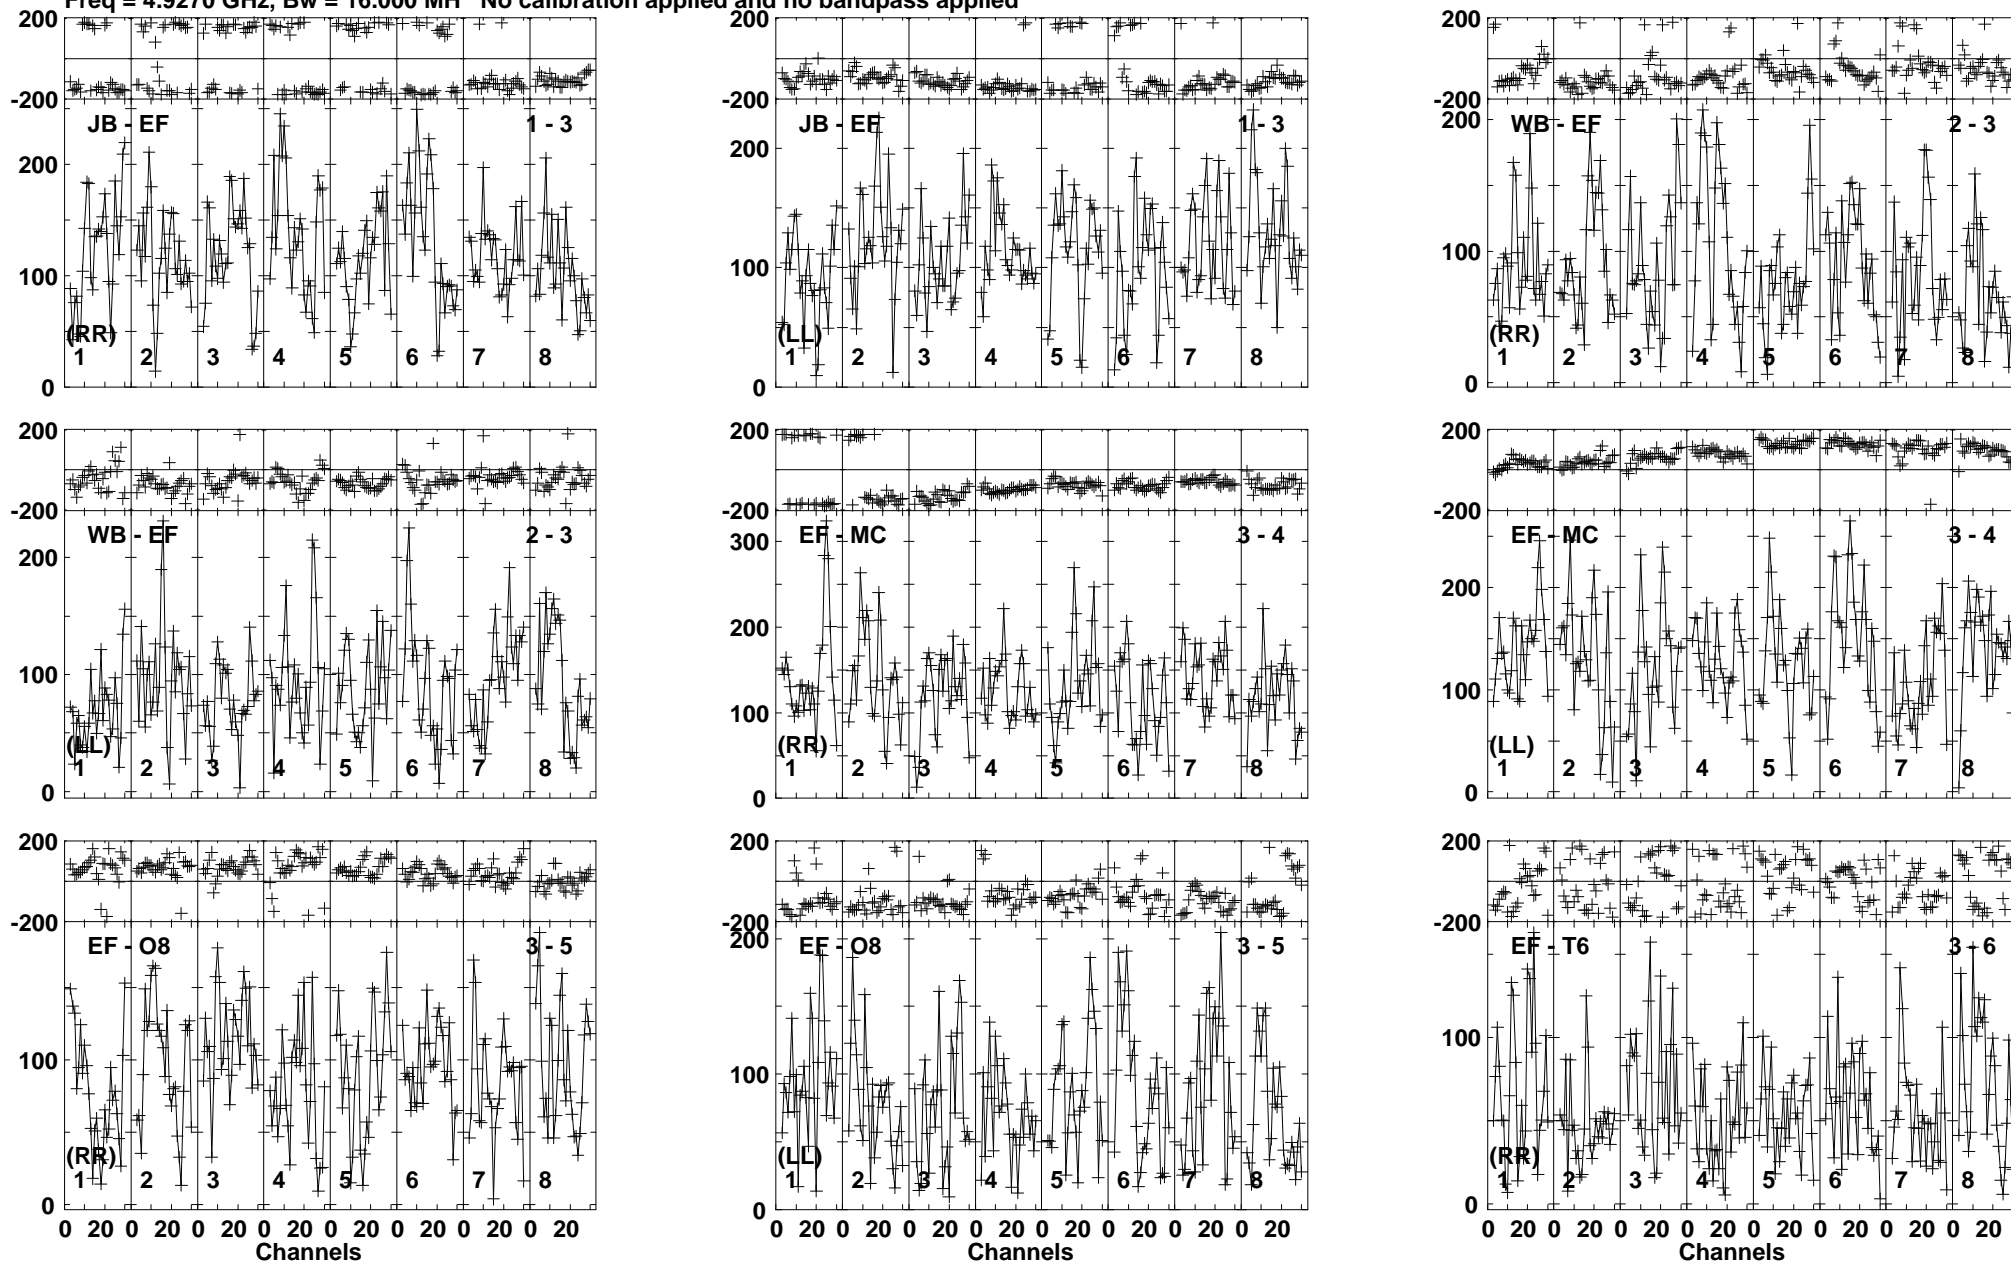 Freq = 4.9270 GHz, Bw = 16.000 MH No calibration applied and no bandpass applied
200 200 200
-200 -200 -200
JB - EF 1 - 3 JB - EF 1 - 3 WB - EF 2 - 3
200 200 200
100 100 100
(RR) (LL) (RR)
1 2 3 4 5 6 7 8 1 2 3 4 5 6 7 8 1 2 3 4 5 6 7 8
0 0 0
200 200 200
-200 -200 -200
WB - EF 2 - 3 EF - MC 3 - 4 EF - MC 3 - 4
300
200 200 200
100 100 100
(LL) (RR) (LL)
1 2 3 4 5 6 7 8 1 2 3 4 5 6 7 8 1 2 3 4 5 6 7 8
0 0 0
200 200 200
-200 -200 -200
EF - O8 3 - 5 EF - O8 3 - 5 EF - T6 3 - 6
200
100 100 100
(RR) (LL) (RR)
1 2 3 4 5 6 7 8 1 2 3 4 5 6 7 8 1 2 3 4 5 6 7 8
0 0 0
0 20 0 20 0 20 0 20 0 20 0 20 0 20 0 20 0 20 0 20 0 20 0 20 0 20 0 20 0 20 0 20 0 20 0 20 0 20 0 20 0 20 0 20 0 20 0 20
Channels Channels Channels